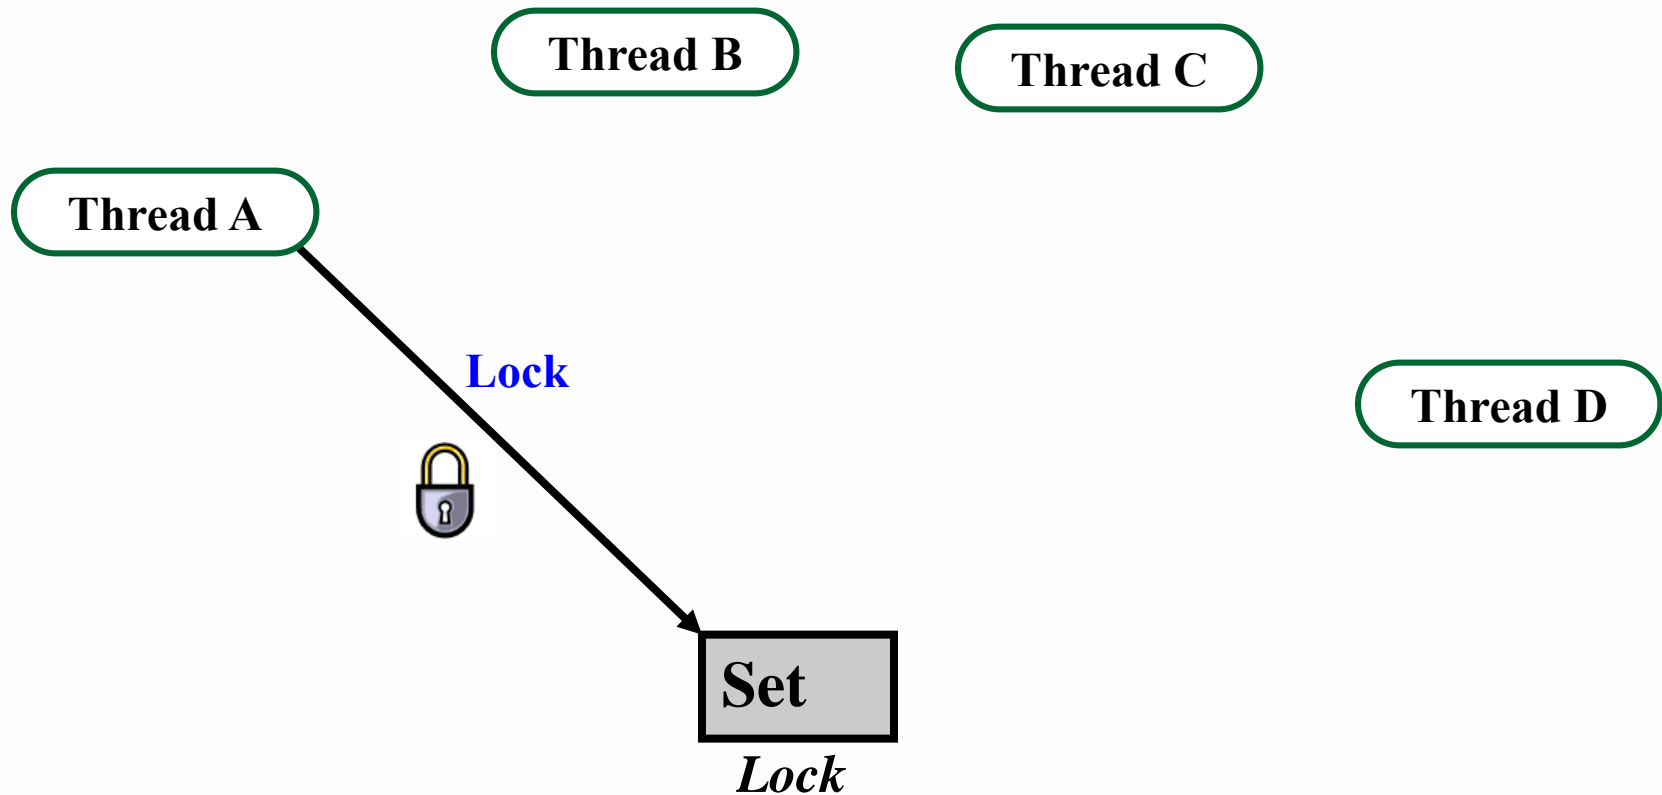 Thread B
Thread C
Thread A
Lock
Thread D
Set
Lock